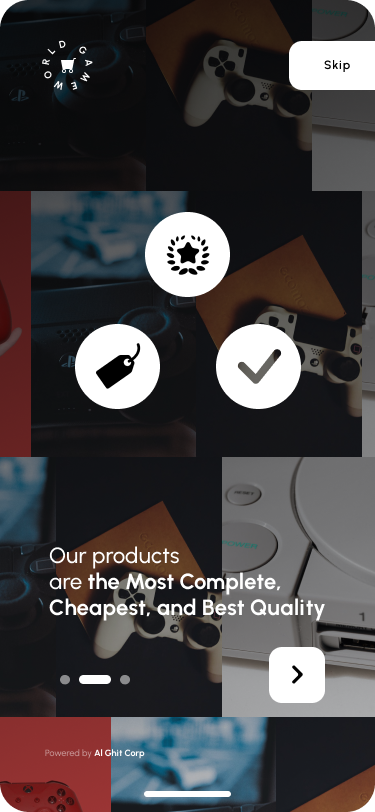 GAME WORLD
Skip
Our products
are the Most Complete,
Cheapest, and Best Quality
Powered by Al Ghit Corp